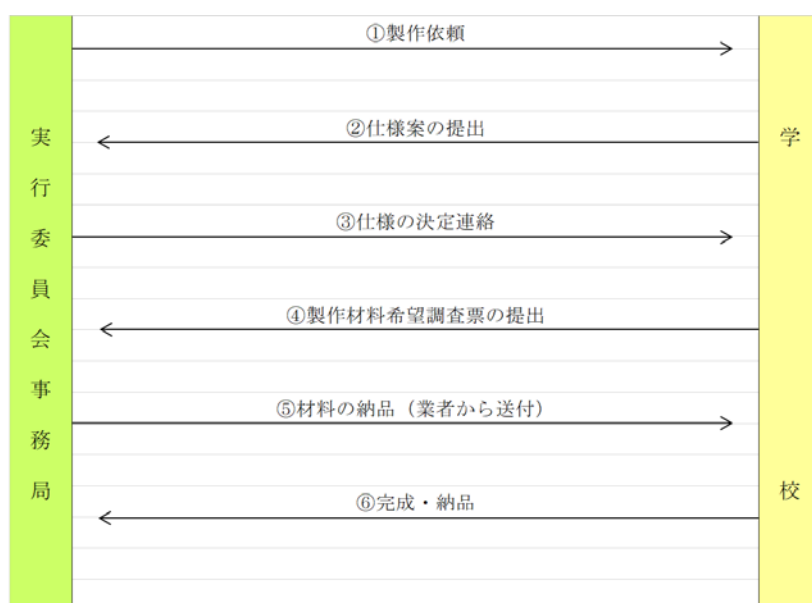 実行委員会事務局
①製作依頼
②仕様案の提出
③仕様の決定連絡
④製作材料希望調査票の提出
⑤材料の納品（業者から送付）
⑥完成・納品
学校